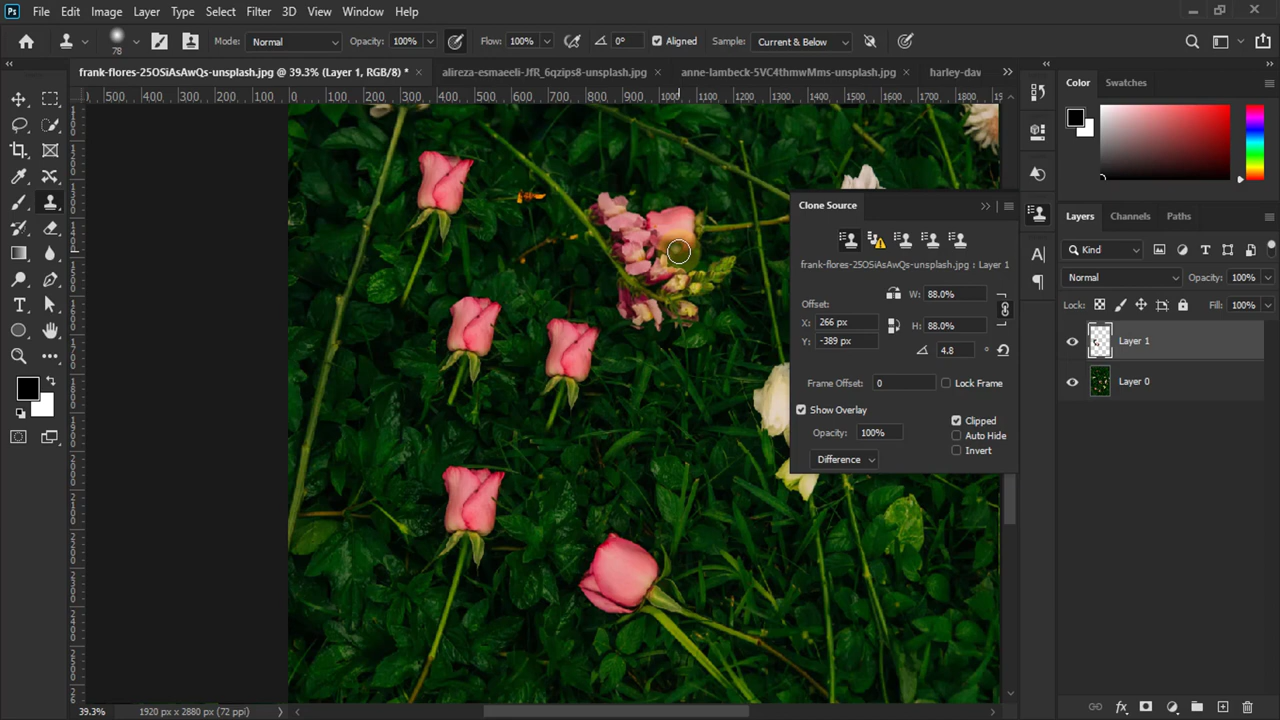 Ps File Edit Image Layer Type Select Filter 3D View Window Help
78 Mode: Normal Opacity: 100% Flow: 100% 0° Aligned Sample: Current & Below
frank-flores-25OSiAsAwQs-unsplash.jpg @ 39.3% (Layer 1, RGB/8) * × alireza-esmaeeli-JfR_6qzips8-unsplash.jpg × anne-lambeck-5VC4thmwMms-unsplash.jpg × harley-dav
500 400 300 200 100 0 100 200 300 400 500 600 700 800 900 1000 1100 1200 1300 1400 1500 1600 1700 1800 1900
Clone Source
frank-flores-25OSiAsAwQs-unsplash.jpg : Layer 1
Offset: W: 88.0%
X: 266 px H: 88.0%
Y: -389 px 4.8 °
Frame Offset: 0 Lock Frame
Show Overlay Clipped
Opacity: 100% Auto Hide
Difference Invert
Color Swatches
Layers Channels Paths
Kind
Normal Opacity: 100%
Lock: Fill: 100%
Layer 1
Layer 0
39.3% 1920 px x 2880 px (72 ppi)